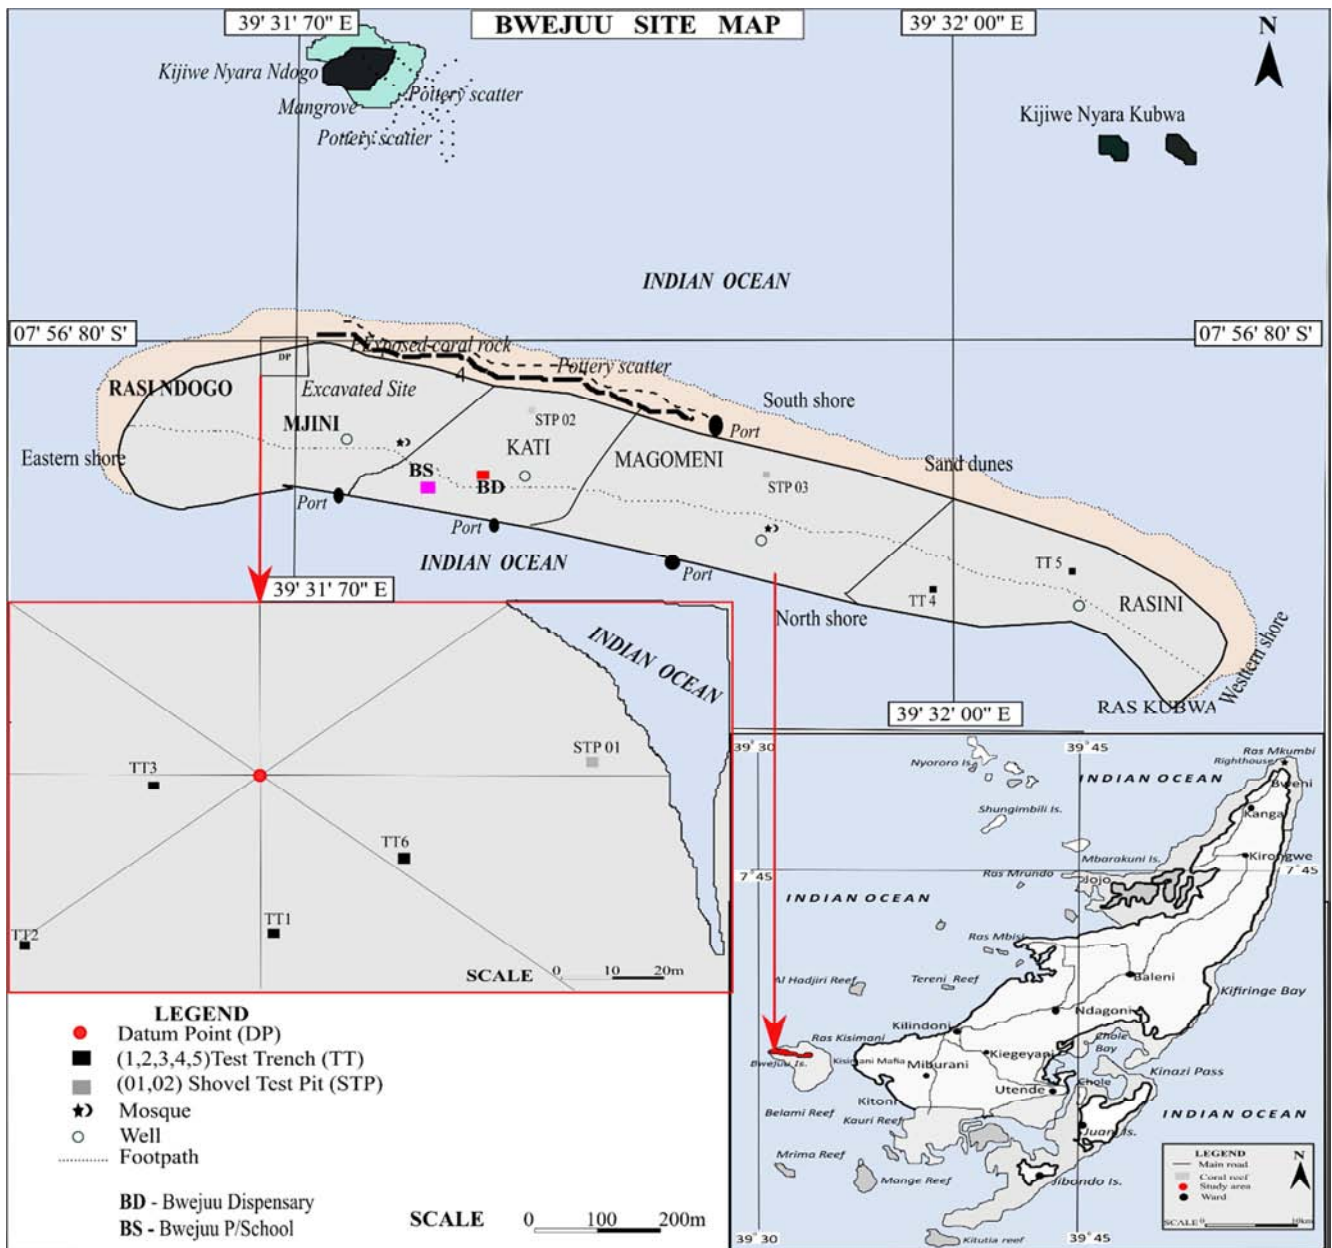 39' 31' 70" E
BWEJUU SITE MAP
39' 32' 00" E
N
Kijiwe Nyara Ndogo
Mangrove
Pottery scatter
Pottery scatter
Kijiwe Nyara Kubwa
INDIAN OCEAN
07' 56' 80' S'
07' 56' 80' S'
DP
Exposed coral rock
Pottery scatter
4
RASI NDOGO
Excavated Site
MJINI
STP 02
South shore
Port
KATI
MAGOMENI
Eastern shore
BS
BD
STP 03
Sand dunes
Port
Port
INDIAN OCEAN
Port
TT 5
TT 4
RASINI
North shore
Westtern shore
39' 31' 70" E
RAS KUBWA
39' 32' 00" E
INDIAN OCEAN
STP 01
TT3
TT6
TT1
TT2
SCALE 0 10 20m
LEGEND
Datum Point (DP)
(1,2,3,4,5)Test Trench (TT)
(01,02) Shovel Test Pit (STP)
Mosque
Well
Footpath
BD - Bwejuu Dispensary
BS - Bwejuu P/School
SCALE 0 100 200m
39° 30
39° 45
Ras Mkumbi
Righthouse
Nyororo Is.
INDIAN OCEAN
Bweni
Shungimbili Is.
Kanga
Mbarakuni Is.
Kirongwe
7° 45
7° 45
Ras Mrundo
Jojo
INDIAN OCEAN
Ras Mbisi
Al Hadjiri Reef
Tereni Reef
Baleni
Kifiringe Bay
Ndagoni
Kilindoni
Ras Kisimani
Chole
Bay
Bwejuu Is.
Kisimani Mafia
Kiegeyani
Miburani
Kinazi Pass
Utende
Chole
Kitoni
Belami Reef
Kauri Reef
INDIAN OCEAN
Juani Is.
Mrima Reef
Mange Reef
Jibondo Is.
LEGEND
N
Main road
Coral reef
Study area
Ward
SCALE 0 10km
39° 30
39° 45
Kitutia reef